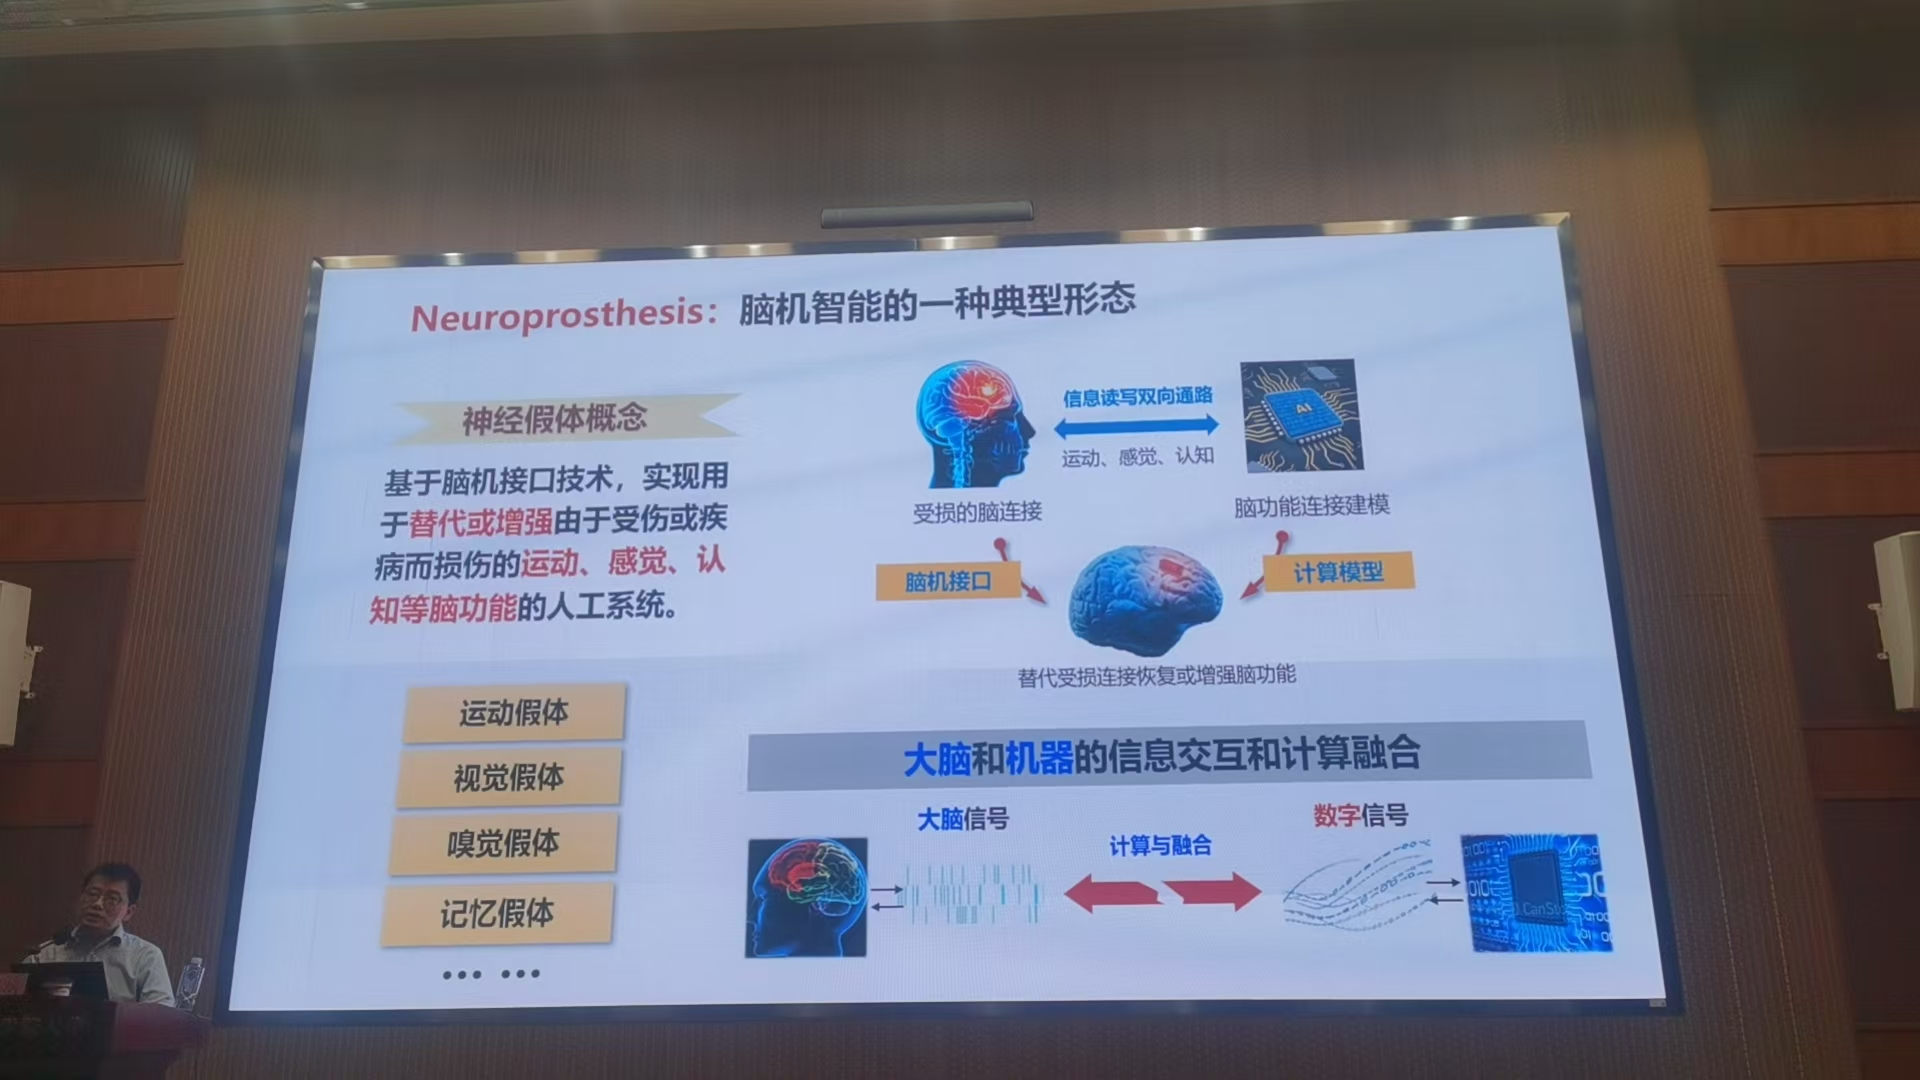 Neuroprosthesis：脑机智能的一种典型形态
神经假体概念
基于脑机接口技术，实现用
于替代或增强由于受伤或疾
病而损伤的运动、感觉、认
知等脑功能的人工系统。
运动假体
视觉假体
嗅觉假体
记忆假体
... ...
信息读写双向通路
运动、感觉、认知
AI
受损的脑连接
脑功能连接建模
脑机接口
计算模型
替代受损连接恢复或增强脑功能
大脑和机器的信息交互和计算融合
大脑信号
计算与融合
数字信号